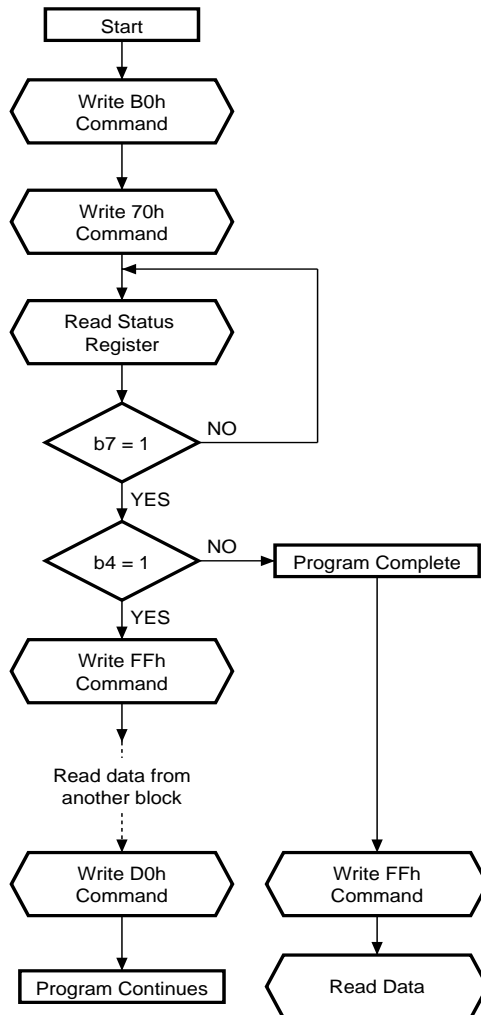 Start
Write B0h
Command
Write 70h
Command
Read Status
Register
b7 = 1
NO
YES
b4 = 1
NO
Program Complete
YES
Write FFh
Command
Read data from
another block
Write D0h
Command
Write FFh
Command
Program Continues
Read Data